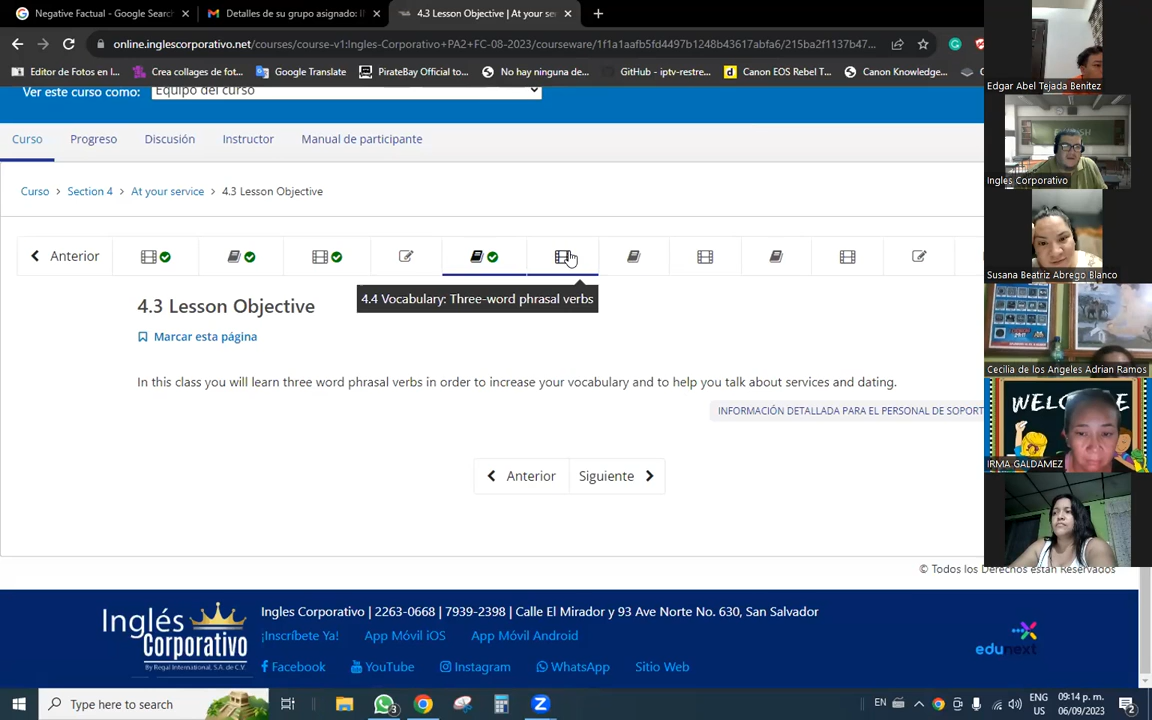 Negative Factual - Google Searc
Detalles de su grupo asignado: I
4.3 Lesson Objective | At your se
online.inglescorporativo.net/courses/course-v1:Ingles-Corporativo+PA2+FC-08-2023/courseware/1f1a1aafb5fd4497b1248b43617abfa6/215ba2f1137b47...
Editor de Fotos en l...
Crea collages de fot...
Google Translate
PirateBay Official to...
No hay ninguna de...
GitHub - iptv-restre...
Canon EOS Rebel T...
Canon Knowledge...
Ver este curso como:
Equipo del curso
Curso
Progreso
Discusión
Instructor
Manual de participante
Curso > Section 4 > At your service > 4.3 Lesson Objective
Anterior
4.4 Vocabulary: Three-word phrasal verbs
4.3 Lesson Objective
Marcar esta página
In this class you will learn three word phrasal verbs in order to increase your vocabulary and to help you talk about services and dating.
INFORMACIÓN DETALLADA PARA EL PERSONAL DE SOPORT
Anterior
Siguiente
© Todos los Derechos están Reservados
Inglés Corporativo
By Regal International, S.A. de C.V.
Ingles Corporativo | 2263-0668 | 7939-2398 | Calle El Mirador y 93 Ave Norte No. 630, San Salvador
¡Inscríbete Ya!
App Móvil iOS
App Móvil Android
Facebook
YouTube
Instagram
WhatsApp
Sitio Web
edunext
Edgar Abel Tejada Benitez
Ingles Corporativo
Susana Beatriz Abrego Blanco
Cecilia de los Angeles Adrian Ramos
WELCOME
IRMA GALDAMEZ
Type here to search
3
EN
ENG
US
09:14 p. m.
06/09/2023
2